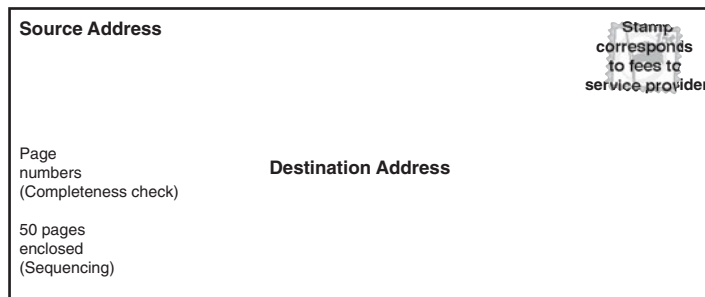 Source Address
Stamp
corresponds
to fees to
service provider
Page
numbers
(Completeness check)
Destination Address
50 pages
enclosed
(Sequencing)